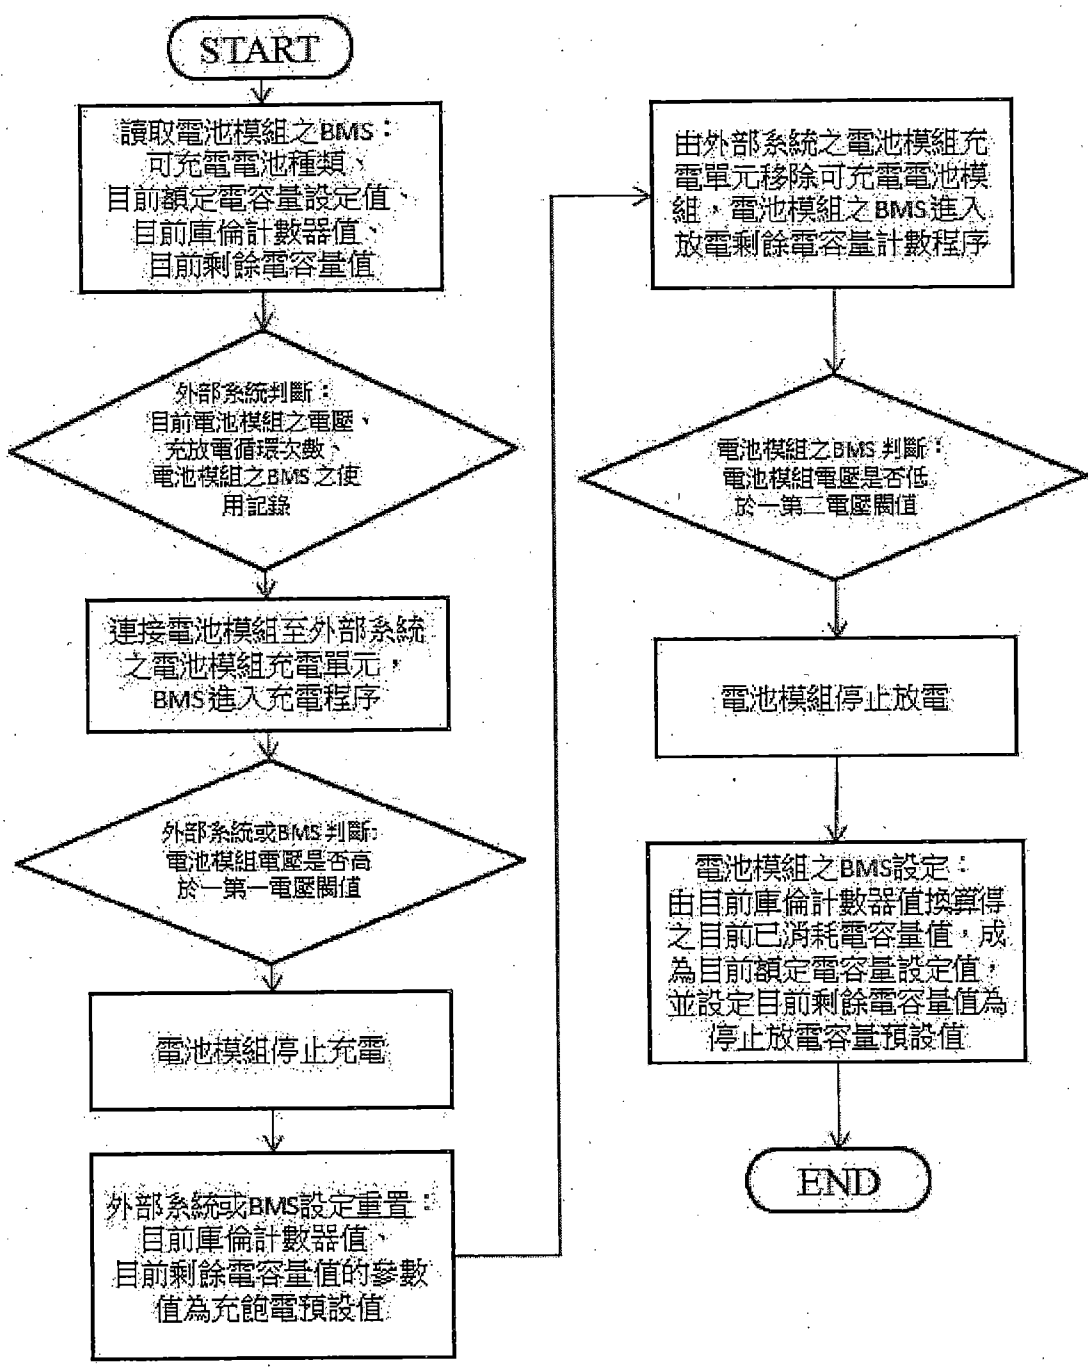 START
讀取電池模組之BMS：
可充電電池種類、
目前額定電容量設定值、
目前庫倫計數器值、
目前剩餘電容量值
外部系統判斷：
目前電池模組之電壓、
充放電循環次數、
電池模組之BMS之使
用記錄
連接電池模組至外部系統
之電池模組充電單元，
BMS進入充電程序
外部系統或BMS判斷:
電池模組電壓是否高
於一第一電壓閥值
電池模組停止充電
外部系統或BMS設定重置：
目前庫倫計數器值、
目前剩餘電容量值的參數
值為充飽電預設值
由外部系統之電池模組充
電單元移除可充電電池模
組，電池模組之BMS進入
放電剩餘電容量計數程序
電池模組之BMS判斷：
電池模組電壓是否低
於一第二電壓閥值
電池模組停止放電
電池模組之BMS設定：
由目前庫倫計數器值換算得
之目前已消耗電容量值，成
為目前額定電容量設定值，
並設定目前剩餘電容量值為
停止放電容量預設值
END